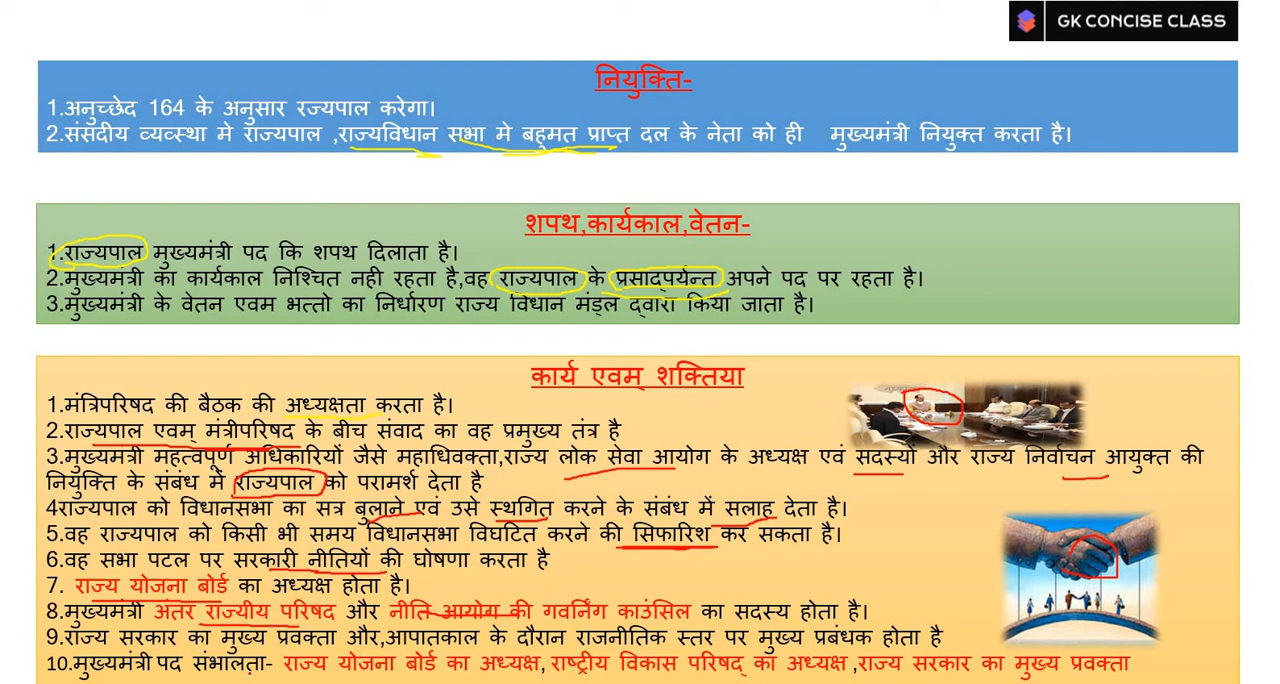 GK CONCISE CLASS
नियुक्ति-
1.अनुच्छेद 164 के अनुसार रज्यपाल करेगा।
2.संसदीय व्यव्स्था मे राज्यपाल ,राज्यविधान सभा मे बहुमत प्राप्त दल के नेता को ही मुख्यमंत्री नियुक्त करता है।
शपथ,कार्यकाल,वेतन-
1.राज्यपाल मुख्यमंत्री पद कि शपथ दिलाता है।
2.मुख्यमंत्री का कार्यकाल निश्चित नही रहता है,वह राज्यपाल के प्रसादपर्यन्त अपने पद पर रहता है।
3.मुख्यमंत्री के वेतन एवम भत्तो का निर्धारण राज्य विधान मंड्ल द्वारा किया जाता है।
कार्य एवम् शक्तिया
1.मंत्रिपरिषद की बैठक की अध्यक्षता करता है।
2.राज्यपाल एवम् मंत्रीपरिषद के बीच संवाद का वह प्रमुख्य तंत्र है
3.मुख्यमंत्री महत्वपूर्ण अधिकारियों जैसे महाधिवक्ता,राज्य लोक सेवा आयोग के अध्यक्ष एवं सदस्यों और राज्य निर्वाचन आयुक्त की
नियुक्ति के संबंध में राज्यपाल को परामर्श देता है
4राज्यपाल को विधानसभा का सत्र बुलाने एवं उसे स्थगित करने के संबंध में सलाह देता है।
5.वह राज्यपाल को किसी भी समय विधानसभा विघटित करने की सिफारिश कर सकता है।
6.वह सभा पटल पर सरकारी नीतियों की घोषणा करता है
7. राज्य योजना बोर्ड का अध्यक्ष होता है।
8.मुख्यमंत्री अंतर राज्यीय परिषद और नीति आयोग की गवर्निंग काउंसिल का सदस्य होता है।
9.राज्य सरकार का मुख्य प्रवक्ता और,आपातकाल के दौरान राजनीतिक स्तर पर मुख्य प्रबंधक होता है
10.मुख्यमंत्री पद संभालता- राज्य योजना बोर्ड का अध्यक्ष, राष्ट्रीय विकास परिषद् का अध्यक्ष ,राज्य सरकार का मुख्य प्रवक्ता